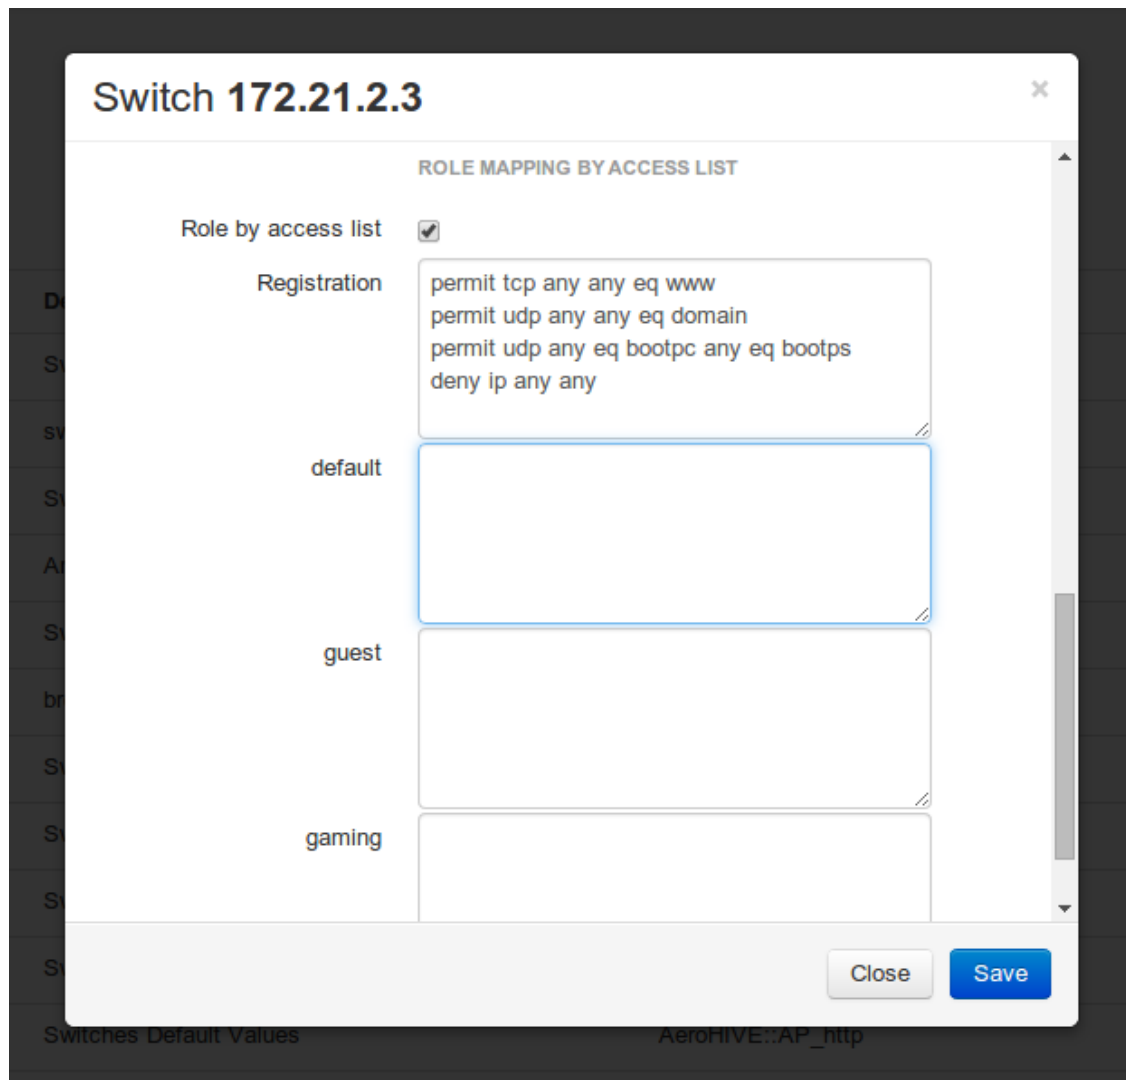 Switch 172.21.2.3
×
ROLE MAPPING BY ACCESS LIST
Role by access list
Registration
permit tcp any any eq www
permit udp any any eq domain
permit udp any eq bootpc any eq bootps
deny ip any any
default
guest
gaming
Close
Save
Switches Default Values
AeroHIVE::AP_http